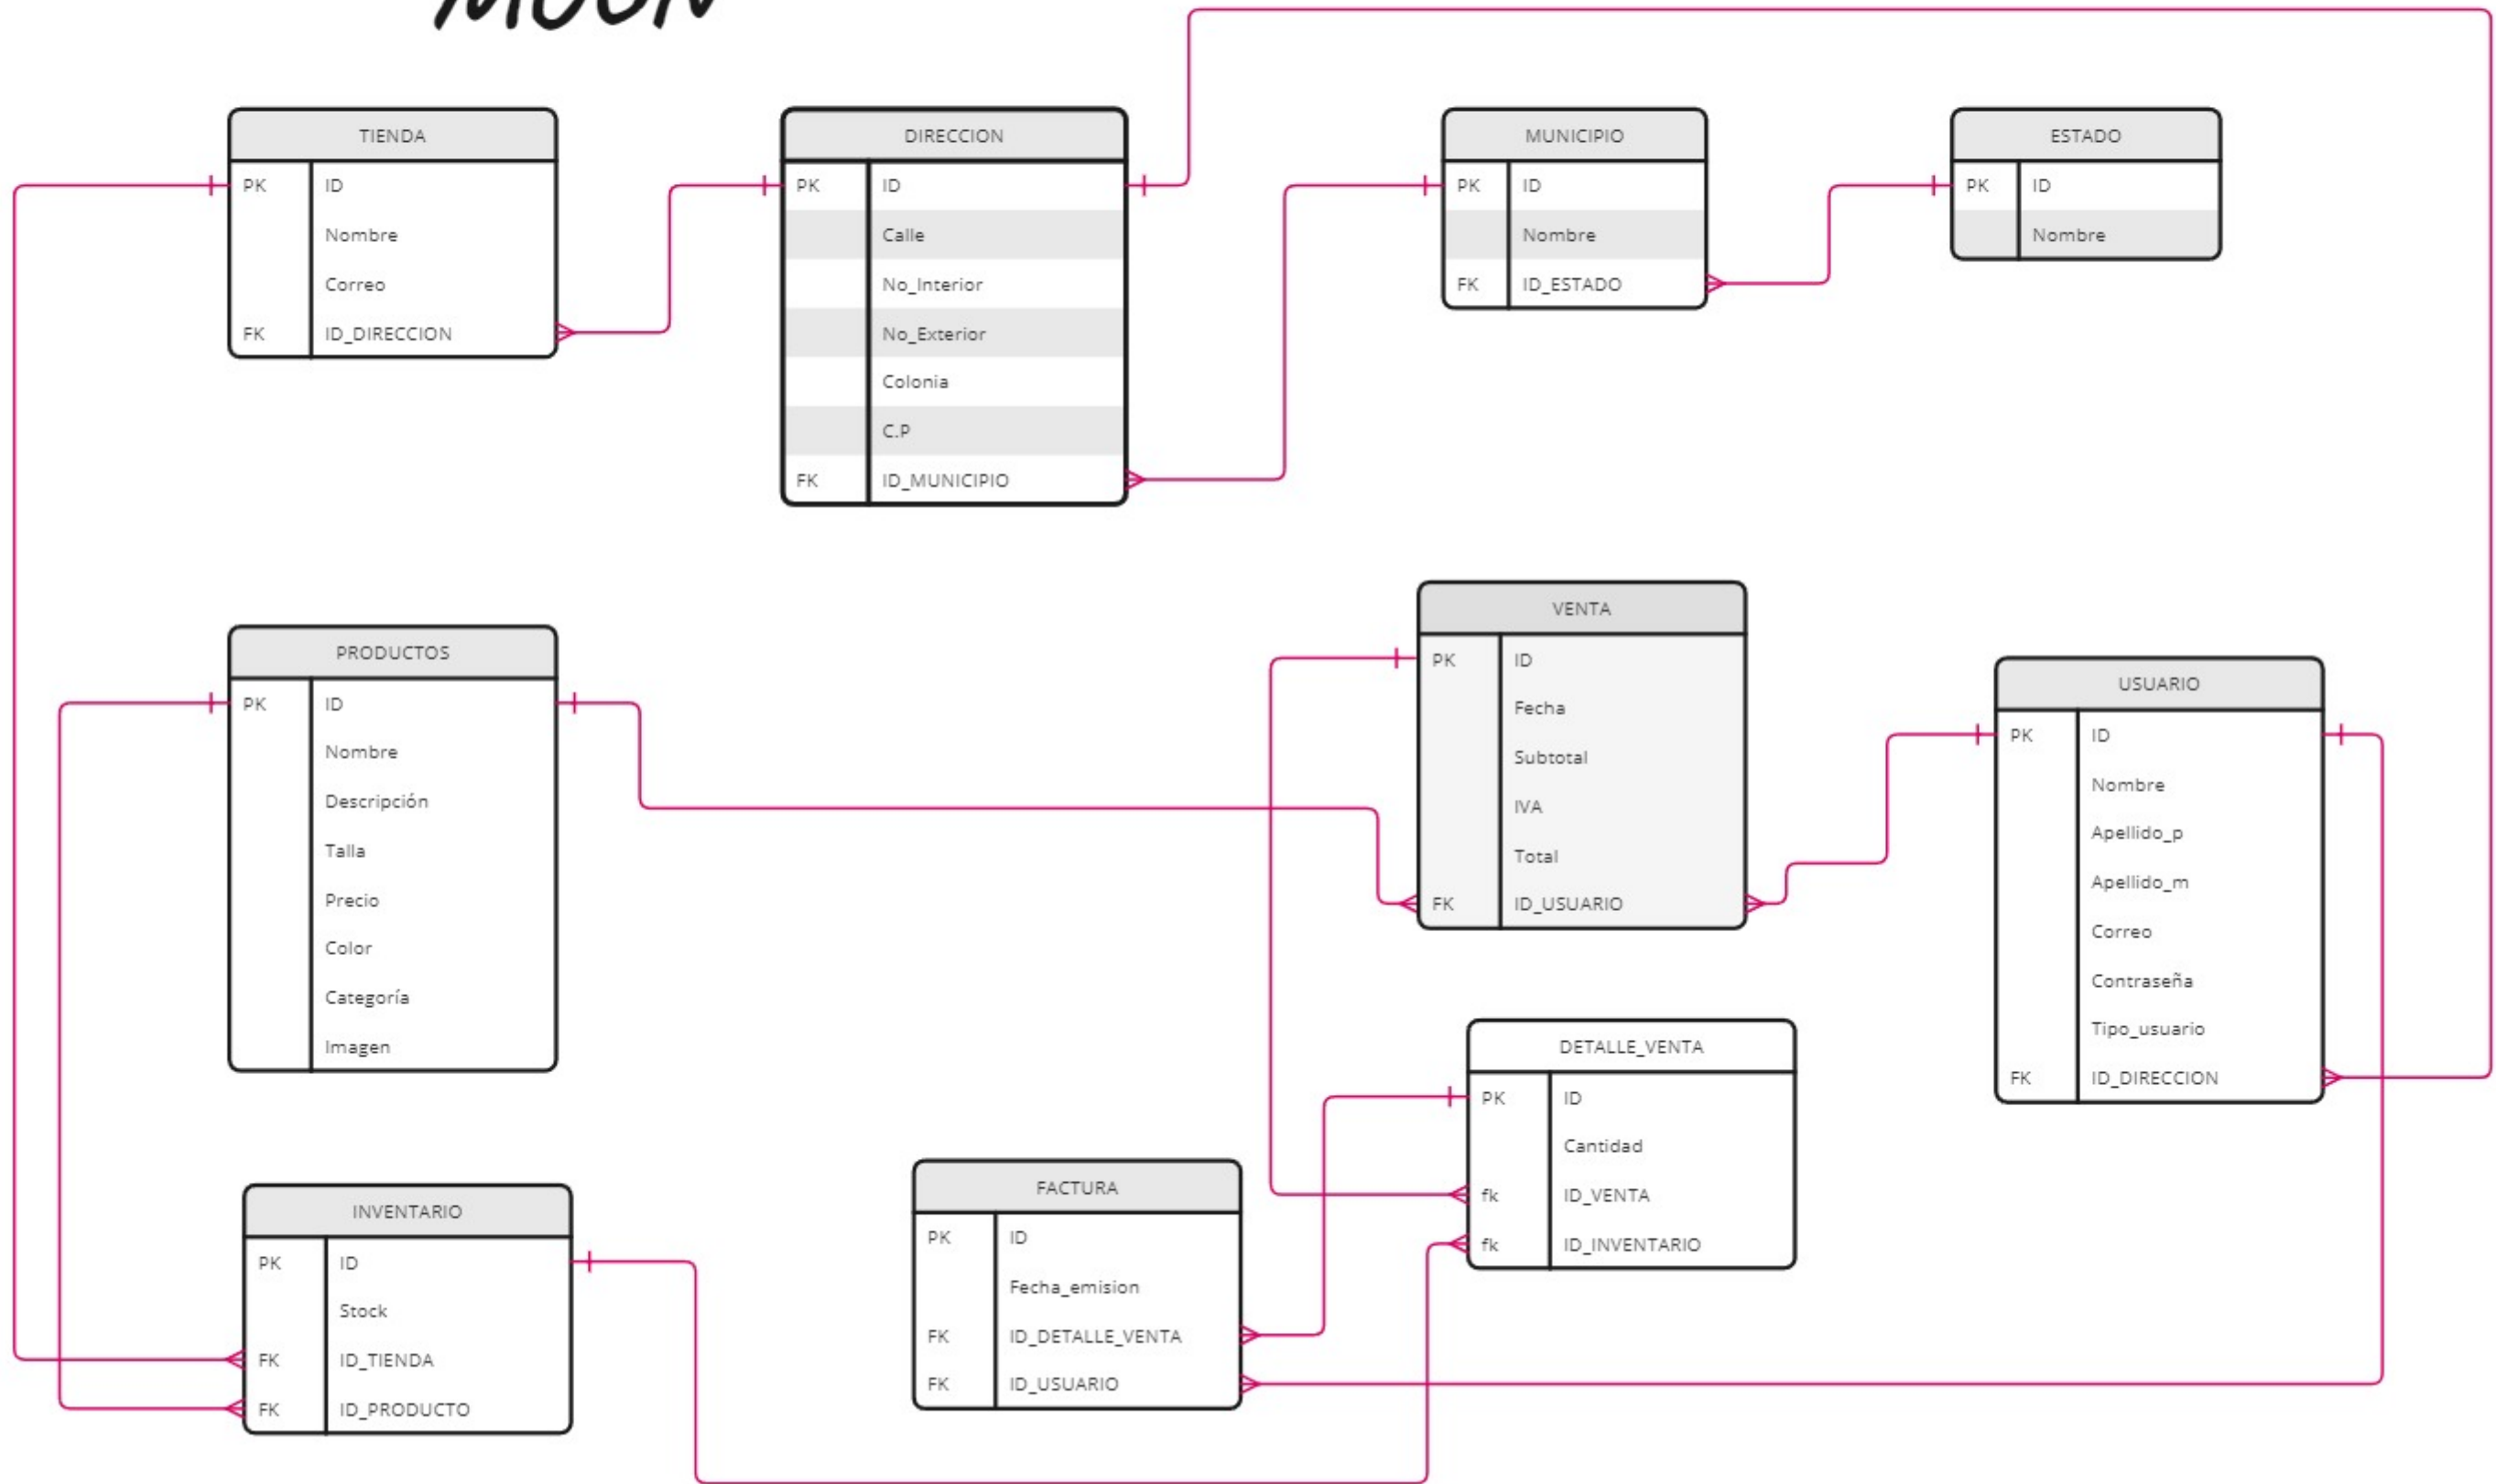 MOON
TIENDA
PK ID
Nombre
Correo
FK ID_DIRECCION
DIRECCION
PK ID
Calle
No_Interior
No_Exterior
Colonia
C.P
FK ID_MUNICIPIO
MUNICIPIO
PK ID
Nombre
FK ID_ESTADO
ESTADO
PK ID
Nombre
PRODUCTOS
PK ID
Nombre
Descripción
Talla
Precio
Color
Categoría
Imagen
VENTA
PK ID
Fecha
Subtotal
IVA
Total
FK ID_USUARIO
USUARIO
PK ID
Nombre
Apellido_p
Apellido_m
Correo
Contraseña
Tipo_usuario
FK ID_DIRECCION
INVENTARIO
PK ID
Stock
FK ID_TIENDA
FK ID_PRODUCTO
FACTURA
PK ID
Fecha_emision
FK ID_DETALLE_VENTA
FK ID_USUARIO
DETALLE_VENTA
PK ID
Cantidad
fk ID_VENTA
fk ID_INVENTARIO